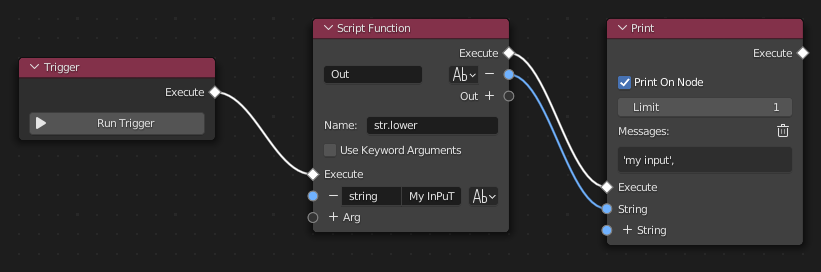 Trigger
Execute
Run Trigger
Script Function
Execute
Out Ab
Out +
Name: str.lower
Use Keyword Arguments
Execute
string My InPuT Ab
+ Arg
Print
Execute
Print On Node
Limit 1
Messages:
'my input',
Execute
String
+ String